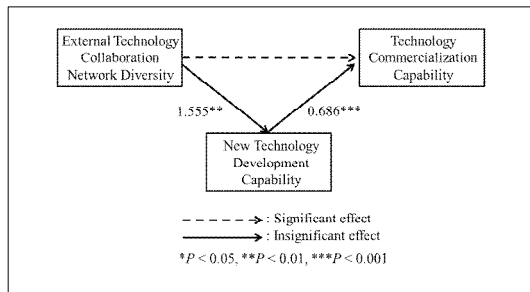 External Technology
Collaboration
Network Diversity
Technology
Commercialization
Capability
1.555**
0.686***
New Technology
Development
Capability
: Significant effect
: Insignificant effect
*P < 0.05, **P < 0.01, ***P < 0.001